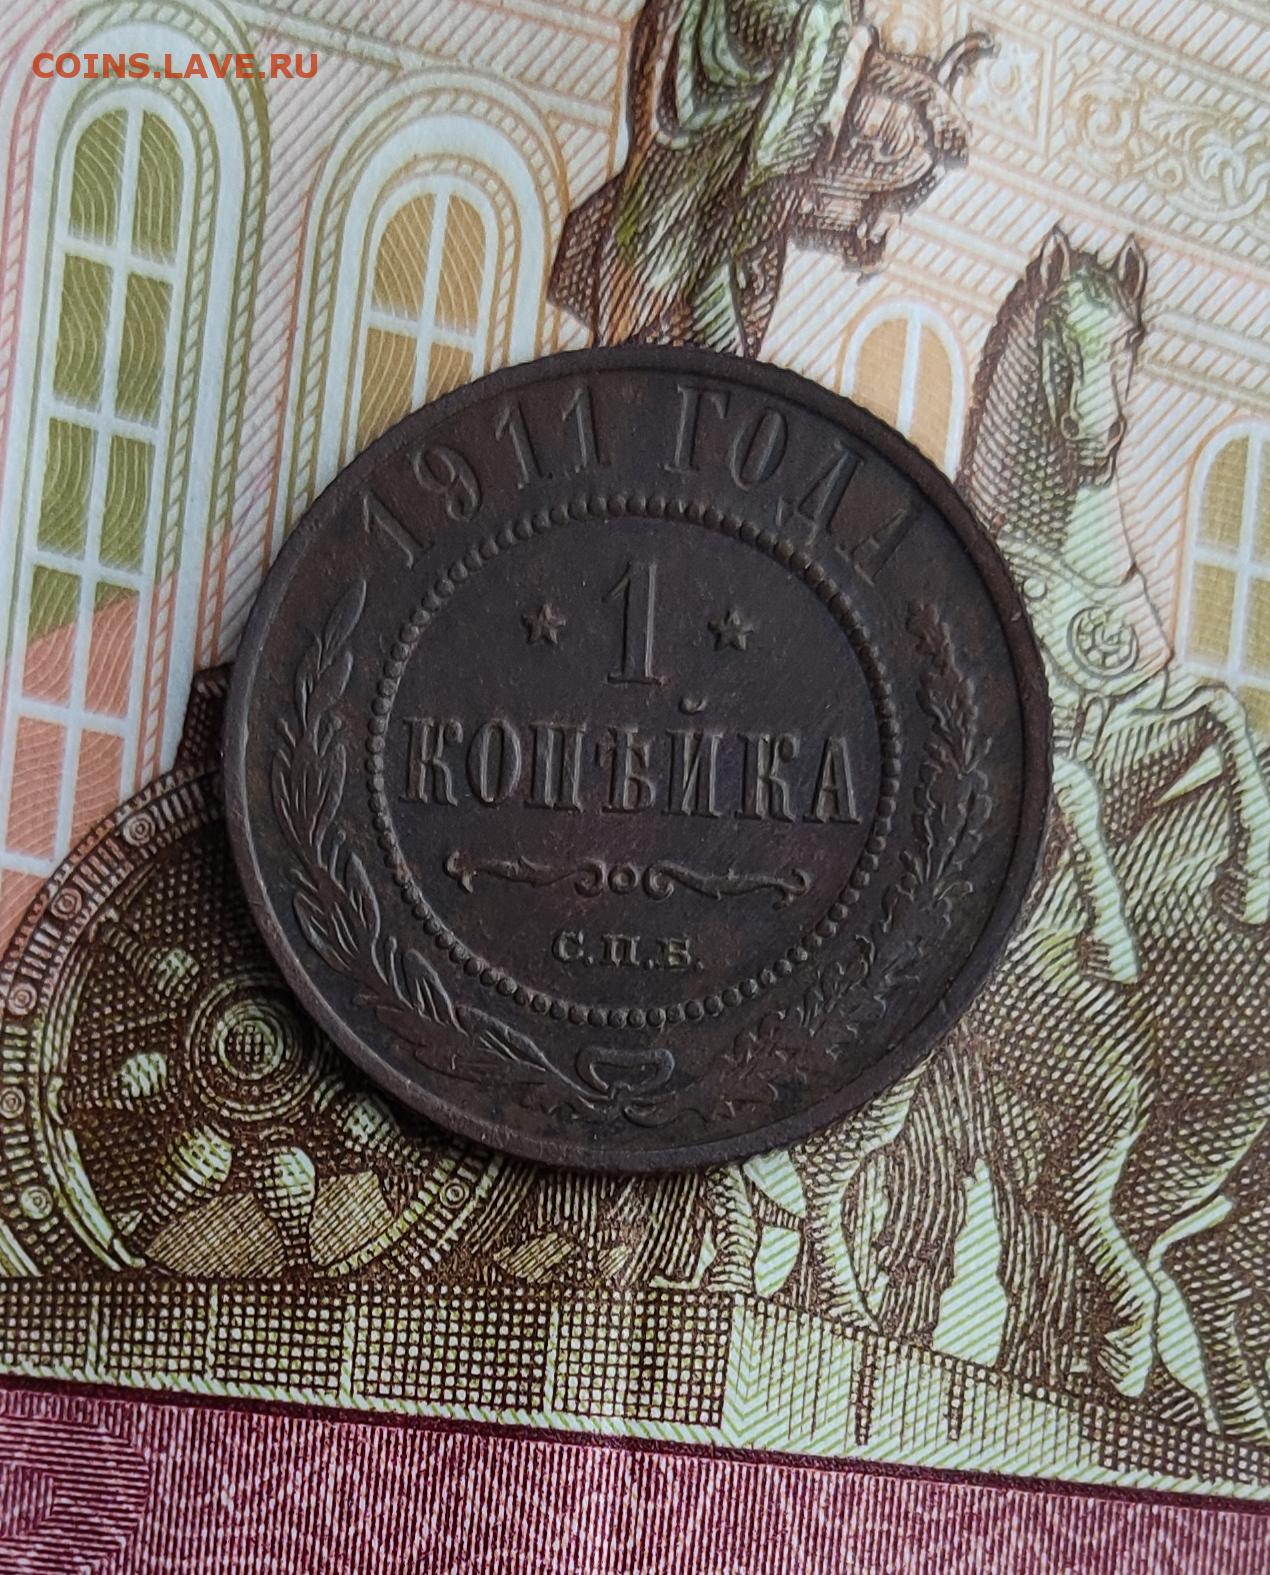 COINS.LAVE.RU
1911 ГОДА
1
КОПѢЙКА
С.П.Б.